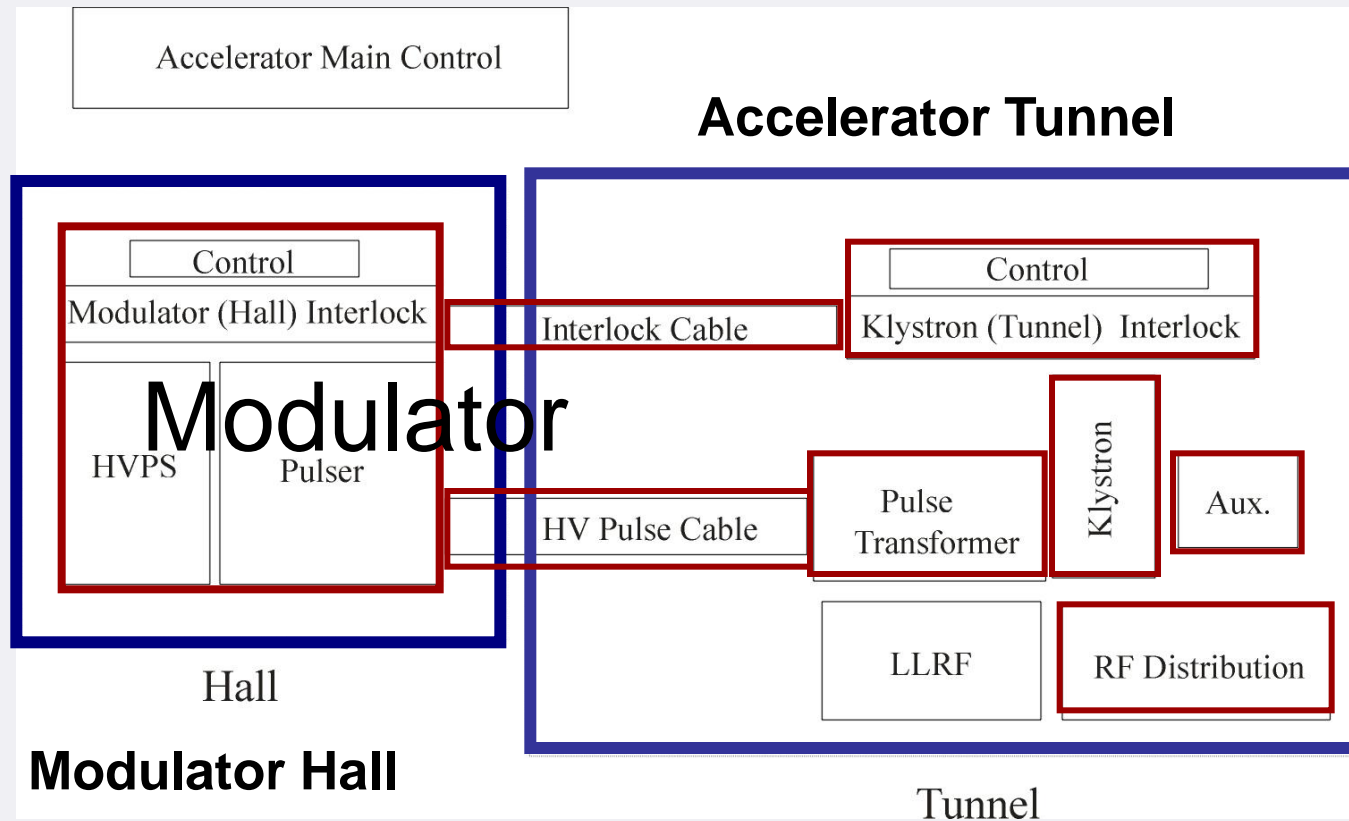 Accelerator Main Control
Accelerator Tunnel
Control
Modulator (Hall) Interlock
Interlock Cable
Control
Klystron (Tunnel) Interlock
Modulator
HVPS
Pulser
HV Pulse Cable
Pulse
Transformer
Klystron
Aux.
LLRF
RF Distribution
Hall
Modulator Hall
Tunnel